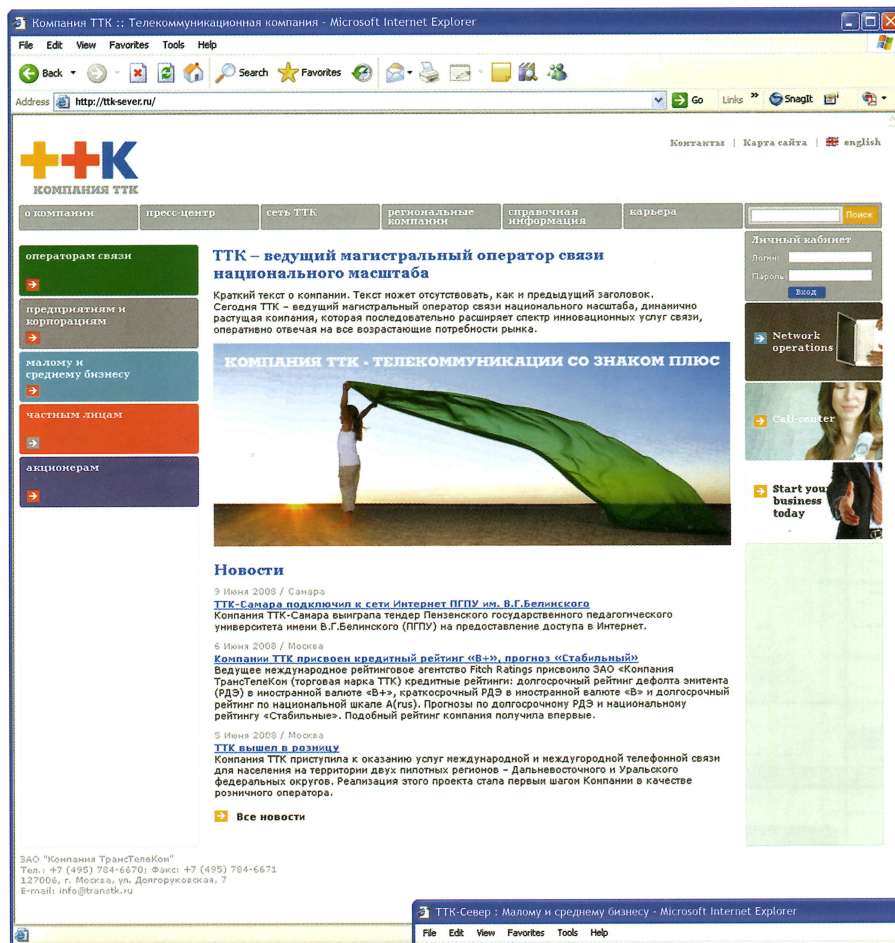 Компания ТТК :: Телекоммуникационная компания - Microsoft Internet Explorer
File Edit View Favorites Tools Help
Back Search Favorites
Address http://ttk-sever.ru/ Go Links » SnagIt
Контакты | Карта сайта | english
ТТК
КОМПАНИЯ ТТК
о компании
пресс-центр
сеть ТТК
региональные
компании
справочная
информация
карьера
Поиск
операторам связи
предприятиям и
корпорациям
малому и
среднему бизнесу
частным лицам
акционерам
ТТК – ведущий магистральный оператор связи
национального масштаба
Краткий текст о компании. Текст может отсутствовать, как и предыдущий заголовок.
Сегодня ТТК – ведущий магистральный оператор связи национального масштаба, динамично
растущая компания, которая последовательно расширяет спектр инновационных услуг связи,
оперативно отвечая на все возрастающие потребности рынка.
КОМПАНИЯ ТТК - ТЕЛЕКОММУНИКАЦИИ СО ЗНАКОМ ПЛЮС
Новости
9 Июня 2008 / Самара
ТТК-Самара подключил к сети Интернет ПГПУ им. В.Г.Белинского
Компания ТТК-Самара выиграла тендер Пензенского государственного педагогического
университета имени В.Г.Белинского (ПГПУ) на предоставление доступа в Интернет.
6 Июня 2008 / Москва
Компании ТТК присвоен кредитный рейтинг «В+», прогноз «Стабильный»
Ведущее международное рейтинговое агентство Fitch Ratings присвоило ЗАО «Компания
ТрансТелеКом» (торговая марка ТТК) кредитные рейтинги: долгосрочный рейтинг дефолта эмитента
(РДЭ) в иностранной валюте «В+», краткосрочный РДЭ в иностранной валюте «В» и долгосрочный
рейтинг по национальной шкале A(rus). Прогнозы по долгосрочному РДЭ и национальному
рейтингу «Стабильные». Подобный рейтинг компания получила впервые.
5 Июня 2008 / Москва
ТТК вышел в розницу
Компания ТТК приступила к оказанию услуг международной и междугородной телефонной связи
для населения на территории двух пилотных регионов – Дальневосточного и Уральского
федеральных округов. Реализация этого проекта стала первым шагом Компании в качестве
розничного оператора.
Все новости
Личный кабинет
Логин:
Пароль:
Вход
Network
operations
Call-center
Start your
business
today
ЗАО "Компания ТрансТелеКом"
Тел.: +7 (495) 784-6670; Факс: +7 (495) 784-6671
127006, г. Москва, ул. Долгоруковская, 7
E-mail: info@transtk.ru
ТТК-Север : Малому и среднему бизнесу - Microsoft Internet Explorer
File Edit View Favorites Tools Help